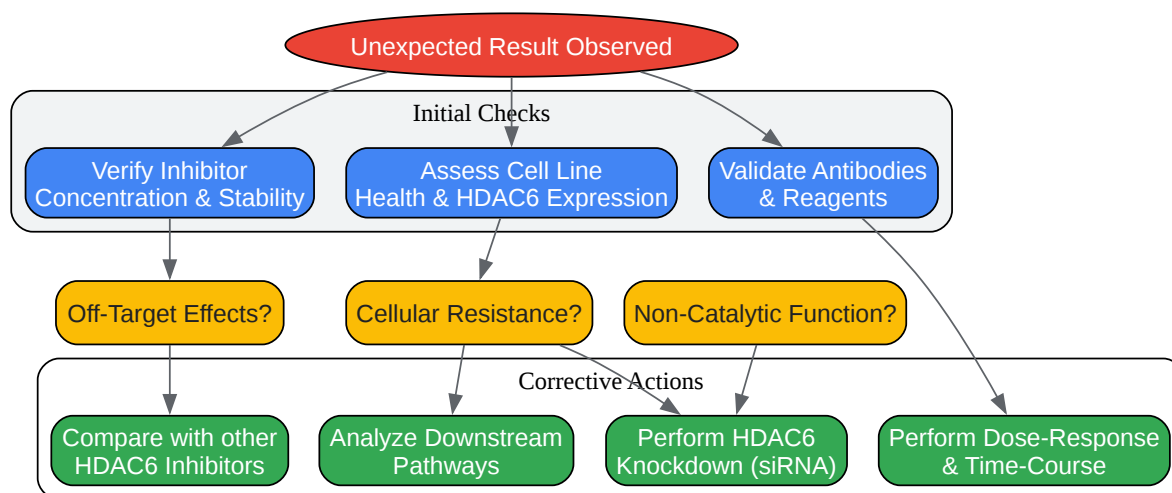 Unexpected Result Observed
Initial Checks
Verify Inhibitor
Concentration & Stability
Assess Cell Line
Health & HDAC6 Expression
Validate Antibodies
& Reagents
Off-Target Effects?
Cellular Resistance?
Non-Catalytic Function?
Corrective Actions
Compare with other
HDAC6 Inhibitors
Analyze Downstream
Pathways
Perform HDAC6
Knockdown (siRNA)
Perform Dose-Response
& Time-Course